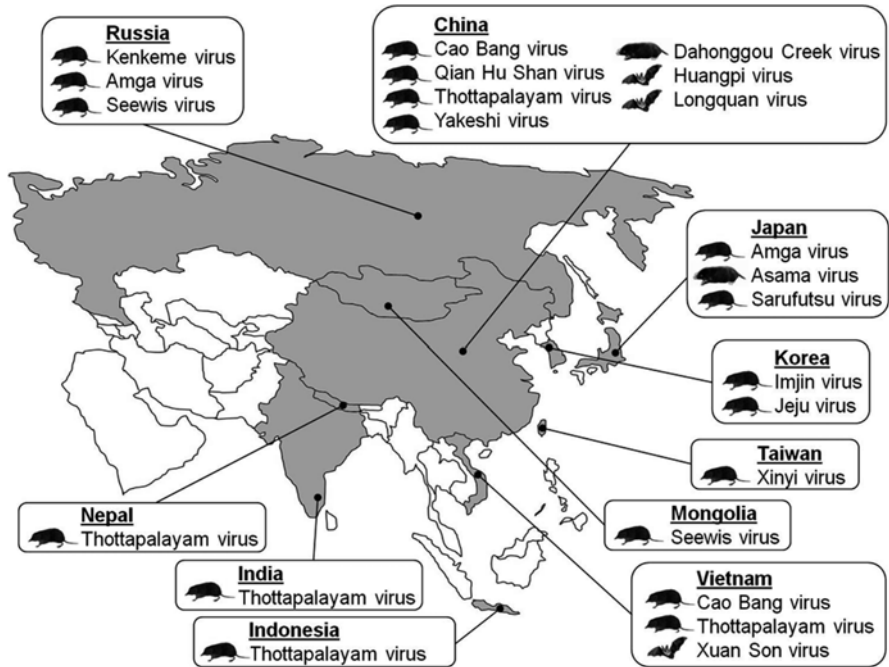 Russia
Kenkeme virus
Amga virus
Seewis virus
China
Cao Bang virus
Qian Hu Shan virus
Thottapalayam virus
Yakeshi virus
Dahonggou Creek virus
Huangpi virus
Longquan virus
Japan
Amga virus
Asama virus
Sarufutsu virus
Korea
Imjin virus
Jeju virus
Taiwan
Xinyi virus
Nepal
Thottapalayam virus
Mongolia
Seewis virus
India
Thottapalayam virus
Vietnam
Cao Bang virus
Thottapalayam virus
Xuan Son virus
Indonesia
Thottapalayam virus